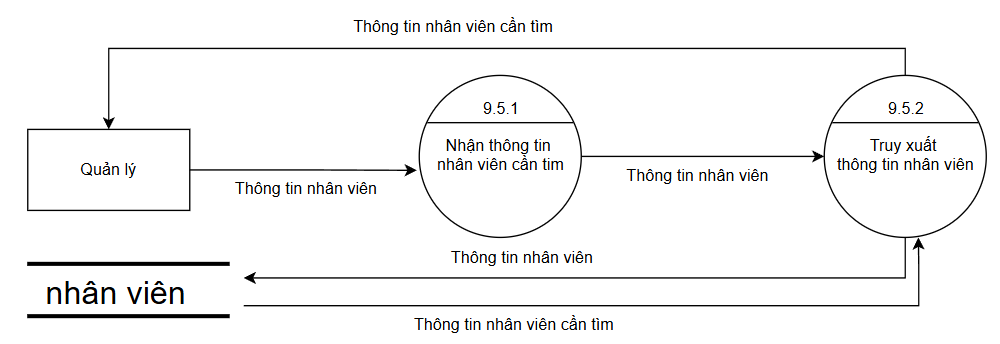 Thông tin nhân viên cần tìm
9.5.1
9.5.2
Nhận thông tin
nhân viên cần tim
Truy xuất
thông tin nhân viên
Quản lý
Thông tin nhân viên
Thông tin nhân viên
Thông tin nhân viên
nhân viên
Thông tin nhân viên cần tìm